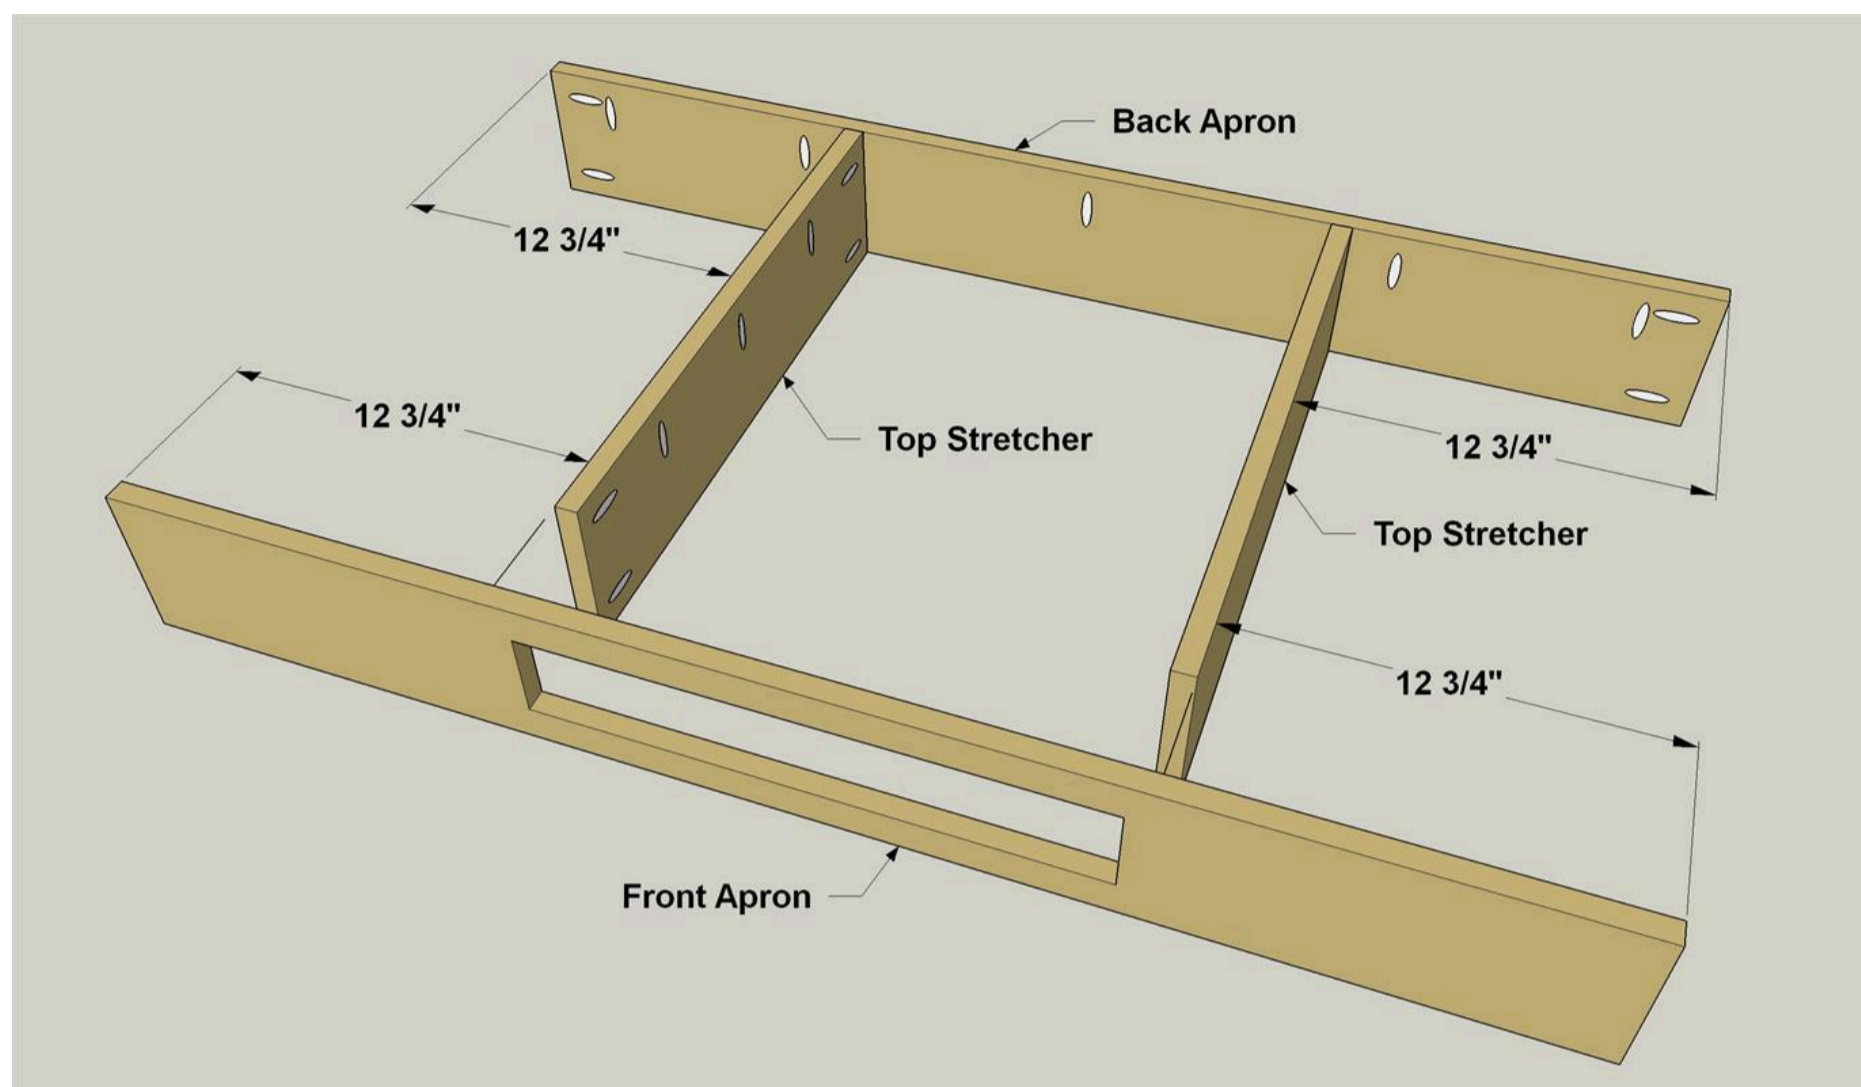 Back Apron
12 3/4"
12 3/4"
Top Stretcher
12 3/4"
Top Stretcher
12 3/4"
Front Apron